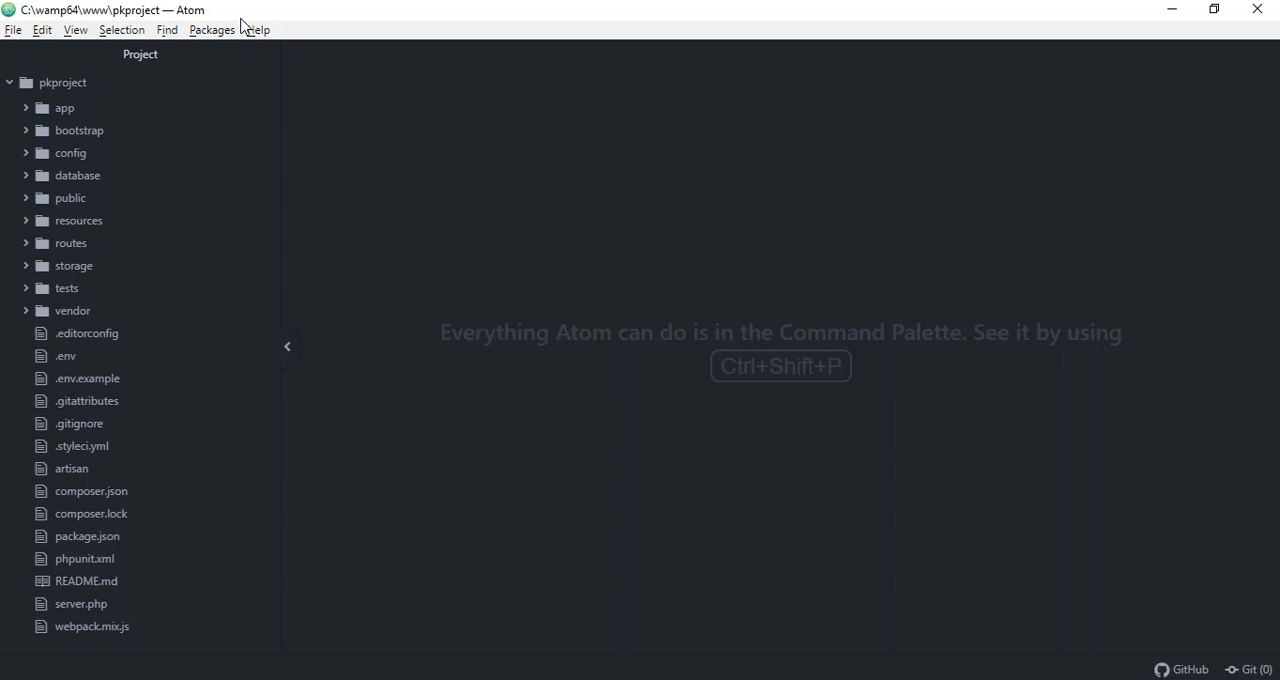 C:\wamp64\www\pkproject — Atom
File Edit View Selection Find Packages Help
Project
pkproject
app
bootstrap
config
database
public
resources
routes
storage
tests
vendor
.editorconfig
.env
.env.example
.gitattributes
.gitignore
.styleci.yml
artisan
composer.json
composer.lock
package.json
phpunit.xml
README.md
server.php
webpack.mix.js
Everything Atom can do is in the Command Palette. See it by using
Ctrl+Shift+P
GitHub Git (0)